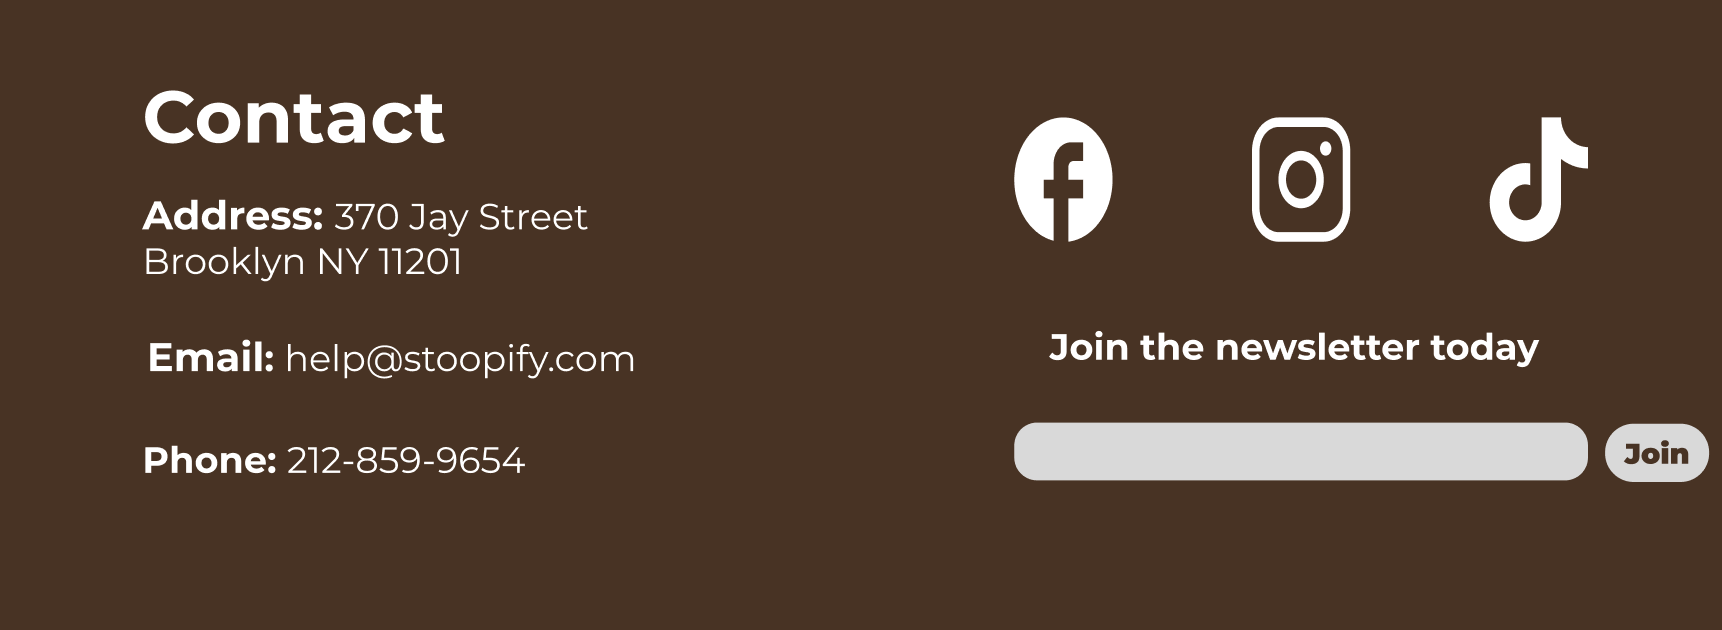 Contact
Address: 370 Jay Street
Brooklyn NY 11201
Email: help@stoopify.com
Phone: 212-859-9654
Join the newsletter today
Join